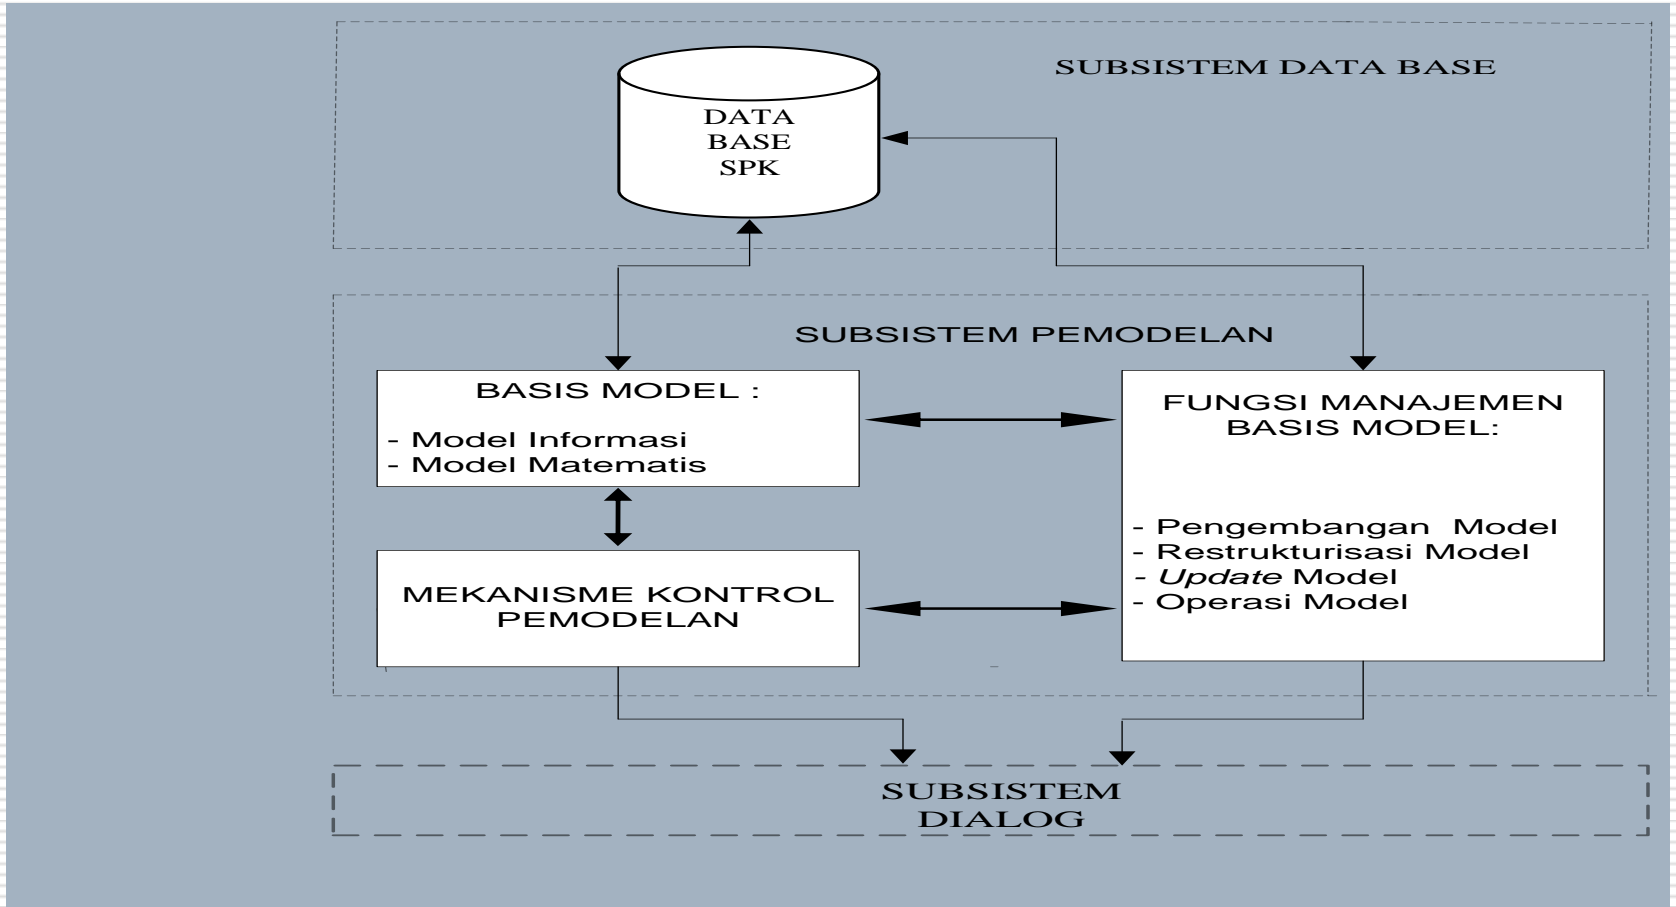 SUBSISTEM DATA BASE
DATA
BASE
SPK
SUBSISTEM PEMODELAN
BASIS MODEL :
- Model Informasi
- Model Matematis
FUNGSI MANAJEMEN
BASIS MODEL:
- Pengembangan Model
- Restrukturisasi Model
- Update Model
- Operasi Model
MEKANISME KONTROL
PEMODELAN
SUBSISTEM
DIALOG